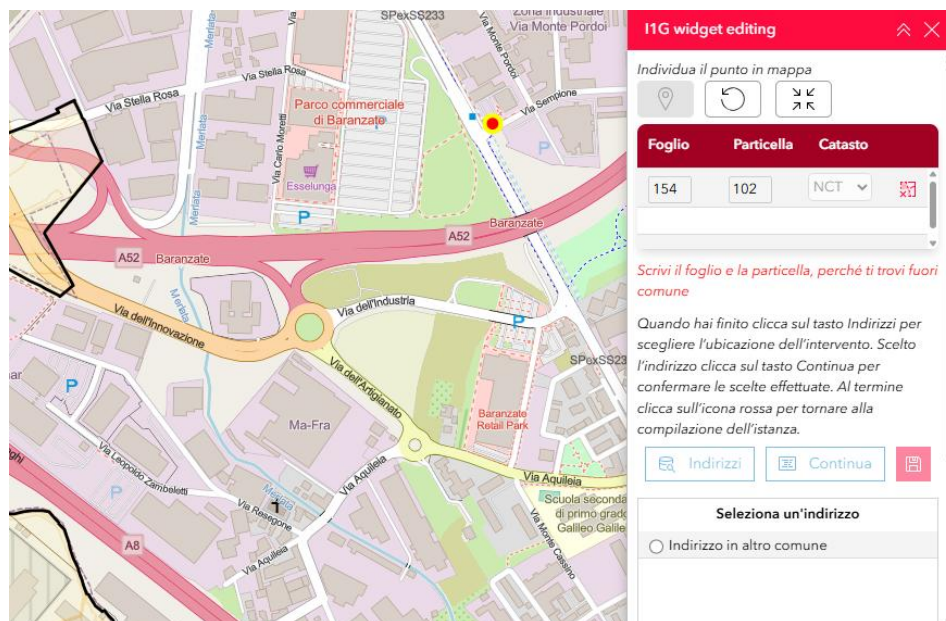 SPexSS233
Zona Industriale
Via Monte Pordoi
Merlata
Via Monte Pordoi
Via Stella Rosa
Via Stella Rosa
Parco commerciale
di Baranzate
P
Via Sempione
P
Via Carlo Moretti
Esselunga
Merlata
P
Baranzate
A52
A52
Baranzate
Merlata
Via dell'Industria
P
Via dell'Innovazione
SPexSS23
Via dell'Artigianato
P
Ma-Fra
Baranzate
Retail Park
Via Leopoldo Zambeletti
Via Aquileia
Via Aquileia
P
Merlata
Via Resegone
Scuola seconda
di primo grado
Galileo Galile
A8
Via Aquileia
Via Monte Cassino
I1G widget editing
Individua il punto in mappa
Foglio Particella Catasto
154 102 NCT
Scrivi il foglio e la particella, perché ti trovi fuori
comune
Quando hai finito clicca sul tasto Indirizzi per
scegliere l'ubicazione dell'intervento. Scelto
l'indirizzo clicca sul tasto Continua per
confermare le scelte effettuate. Al termine
clicca sull'icona rossa per tornare alla
compilazione dell'istanza.
Indirizzi Continua
Seleziona un'indirizzo
Indirizzo in altro comune